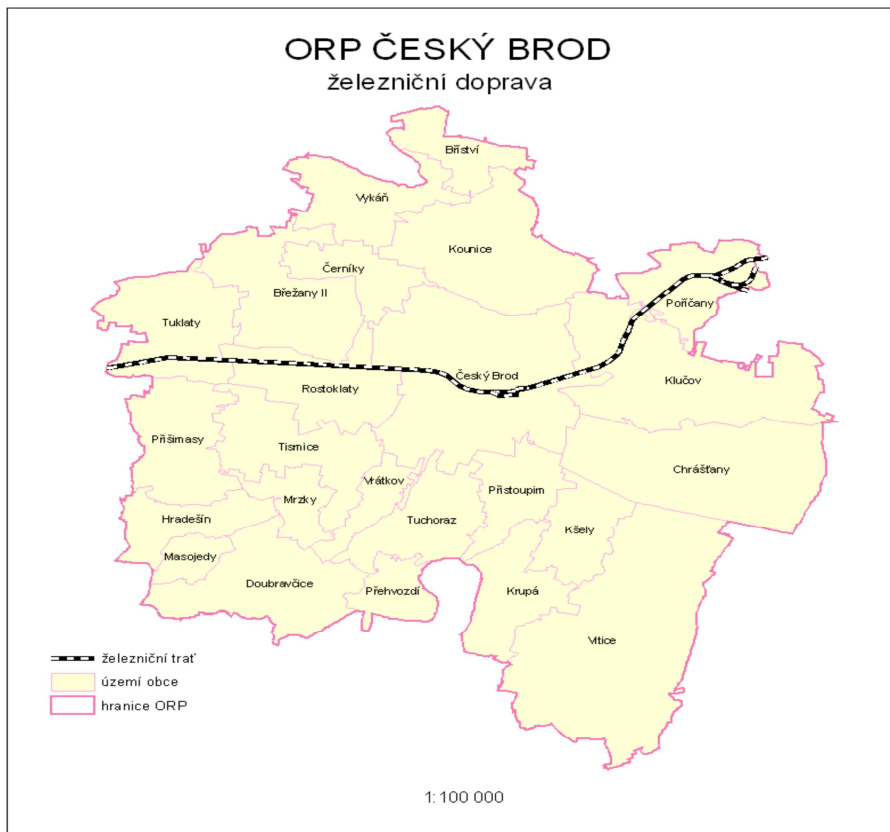 ORP ČESKÝ BROD
železniční doprava
Bříství
Vykáň
Kounice
Černíky
Břežany II
Poříčany
Tuklaty
Český Brod
Klučov
Rostoklaty
Přišimasy
Tismice
Chrášťany
Vrátkov
Přistoupim
Mrzky
Hradešín
Tuchoraz
Kšely
Masojedy
Doubravčice
Přehvozdí
Krupá
Vitice
železniční trať
území obce
hranice ORP
1:100 000